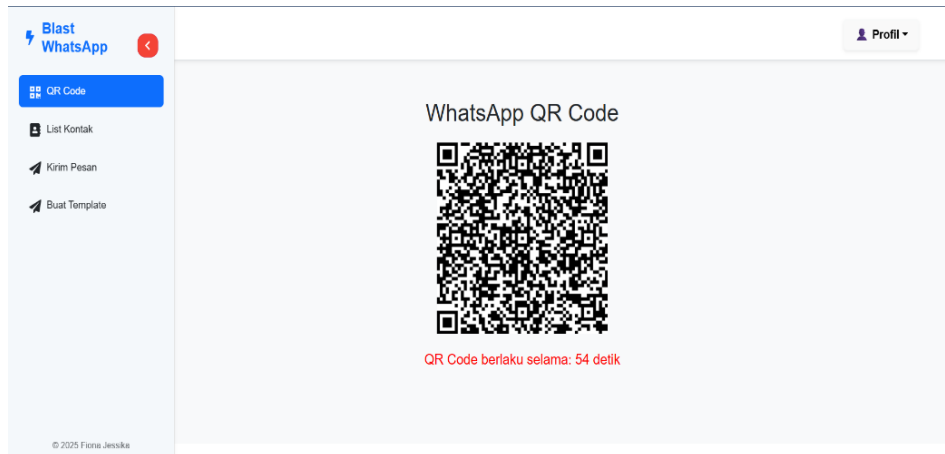 Blast
WhatsApp
Profil
QR Code
List Kontak
Kirim Pesan
Buat Template
WhatsApp QR Code
QR Code berlaku selama: 54 detik
© 2025 Fiona Jessika